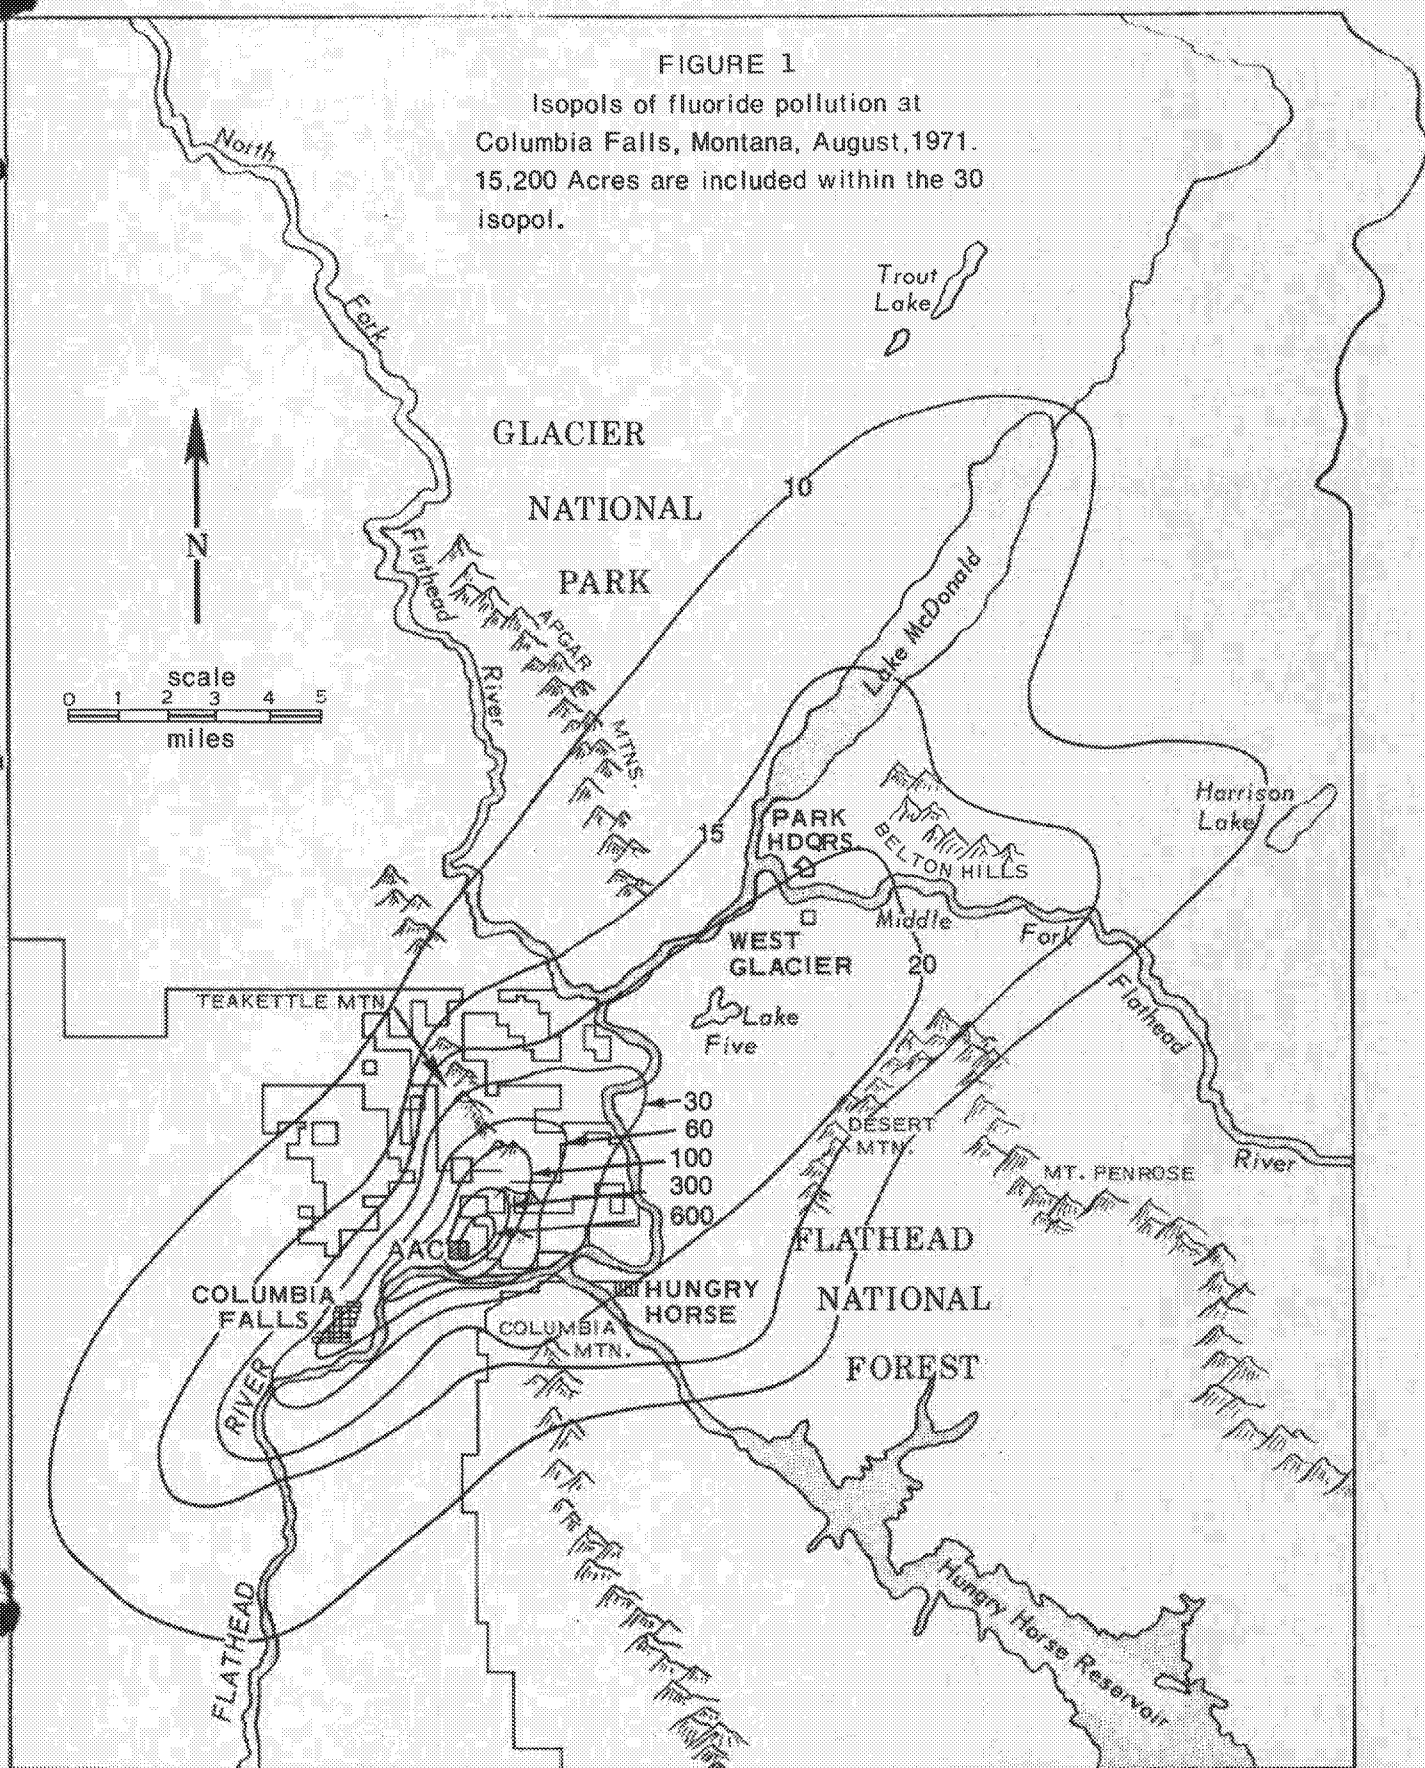 FIGURE 1
Isopols of fluoride pollution at
Columbia Falls, Montana, August,1971.
15,200 Acres are included within the 30
isopol.
North
Fork
Flathead
River
Trout
Lake
GLACIER
NATIONAL
PARK
10
N
APGAR
MTNS.
Lake McDonald
scale
0 1 2 3 4 5
miles
Harrison
Lake
15
PARK
HDQRS
BELTON HILLS
Middle
Fork
Flathead
River
WEST
GLACIER
20
TEAKETTLE MTN
Lake
Five
30
60
100
300
600
DESERT
MTN.
MT. PENROSE
AAC
FLATHEAD
NATIONAL
FOREST
COLUMBIA
FALLS
HUNGRY
HORSE
COLUMBIA
MTN.
RIVER
FLATHEAD
Hungry Horse Reservoir